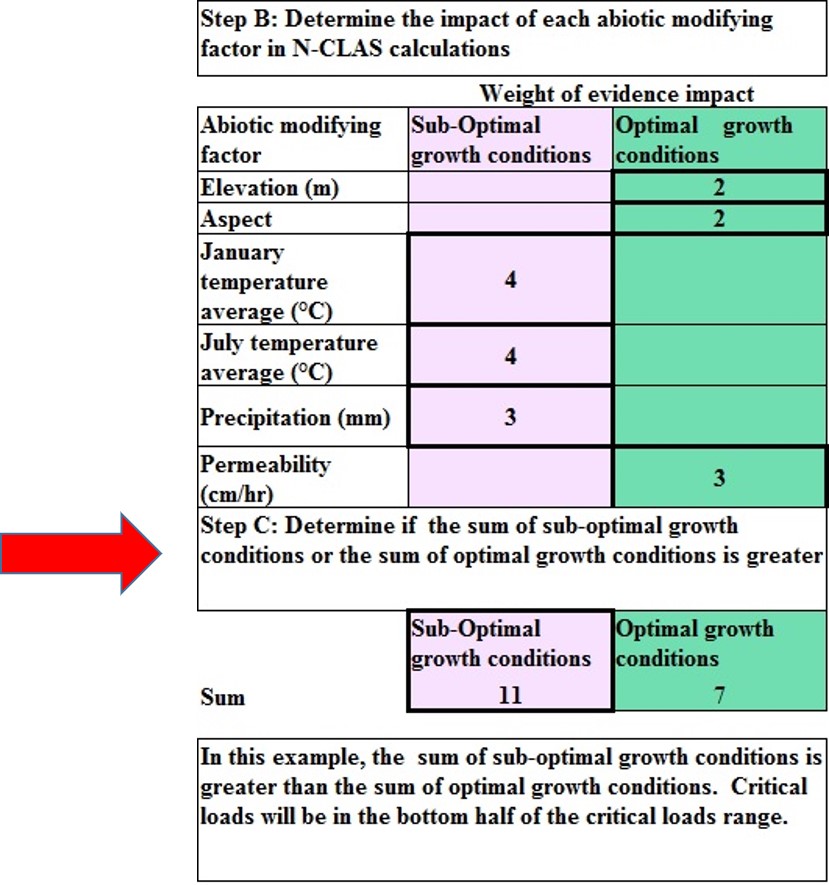 Step B: Determine the impact of each abiotic modifying
factor in N-CLAS calculations
Weight of evidence impact
Abiotic modifying
factor
Sub-Optimal
growth conditions
Optimal growth
conditions
Elevation (m)
2
Aspect
2
January
temperature
average (°C)
4
July temperature
average (°C)
4
Precipitation (mm)
3
Permeability
(cm/hr)
3
Step C: Determine if the sum of sub-optimal growth
conditions or the sum of optimal growth conditions is greater
Sub-Optimal
growth conditions
Optimal growth
conditions
Sum
11
7
In this example, the sum of sub-optimal growth conditions is
greater than the sum of optimal growth conditions. Critical
loads will be in the bottom half of the critical loads range.